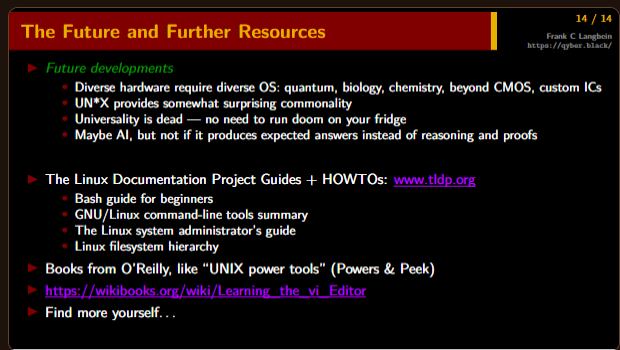 The Future and Further Resources
14 / 14
Frank C Langbein
https://qyber.black/
Future developments
Diverse hardware require diverse OS: quantum, biology, chemistry, beyond CMOS, custom ICs
UN*X provides somewhat surprising commonality
Universality is dead — no need to run doom on your fridge
Maybe AI, but not if it produces expected answers instead of reasoning and proofs
The Linux Documentation Project Guides + HOWTOs: www.tldp.org
Bash guide for beginners
GNU/Linux command-line tools summary
The Linux system administrator's guide
Linux filesystem hierarchy
Books from O'Reilly, like “UNIX power tools” (Powers & Peek)
https://wikibooks.org/wiki/Learning_the_vi_Editor
Find more yourself...